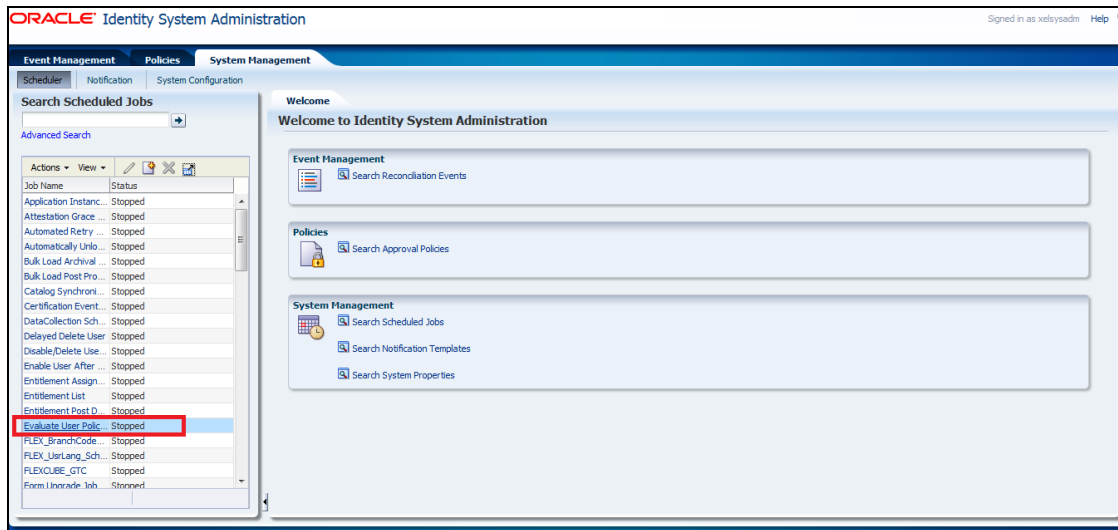 ORACLE Identity System Administration
Signed in as xelsysadm Help
Event Management Policies System Management
Scheduler Notification System Configuration
Search Scheduled Jobs
Advanced Search
Actions View
Job Name Status
Application Instanc... Stopped
Attestation Grace ... Stopped
Automated Retry ... Stopped
Automatically Unlo... Stopped
Bulk Load Archival ... Stopped
Bulk Load Post Pro... Stopped
Catalog Synchroni... Stopped
Certification Event... Stopped
DataCollection Sch... Stopped
Delayed Delete User Stopped
Disable/Delete Use... Stopped
Enable User After ... Stopped
Entitlement Assign... Stopped
Entitlement List Stopped
Entitlement Post D... Stopped
Evaluate User Polic... Stopped
FLEX_BranchCode... Stopped
FLEX_UsrLang_Sch... Stopped
FLEXCUBE_GTC Stopped
Form Upgrade Job Stopped
Welcome
Welcome to Identity System Administration
Event Management
Search Reconciliation Events
Policies
Search Approval Policies
System Management
Search Scheduled Jobs
Search Notification Templates
Search System Properties